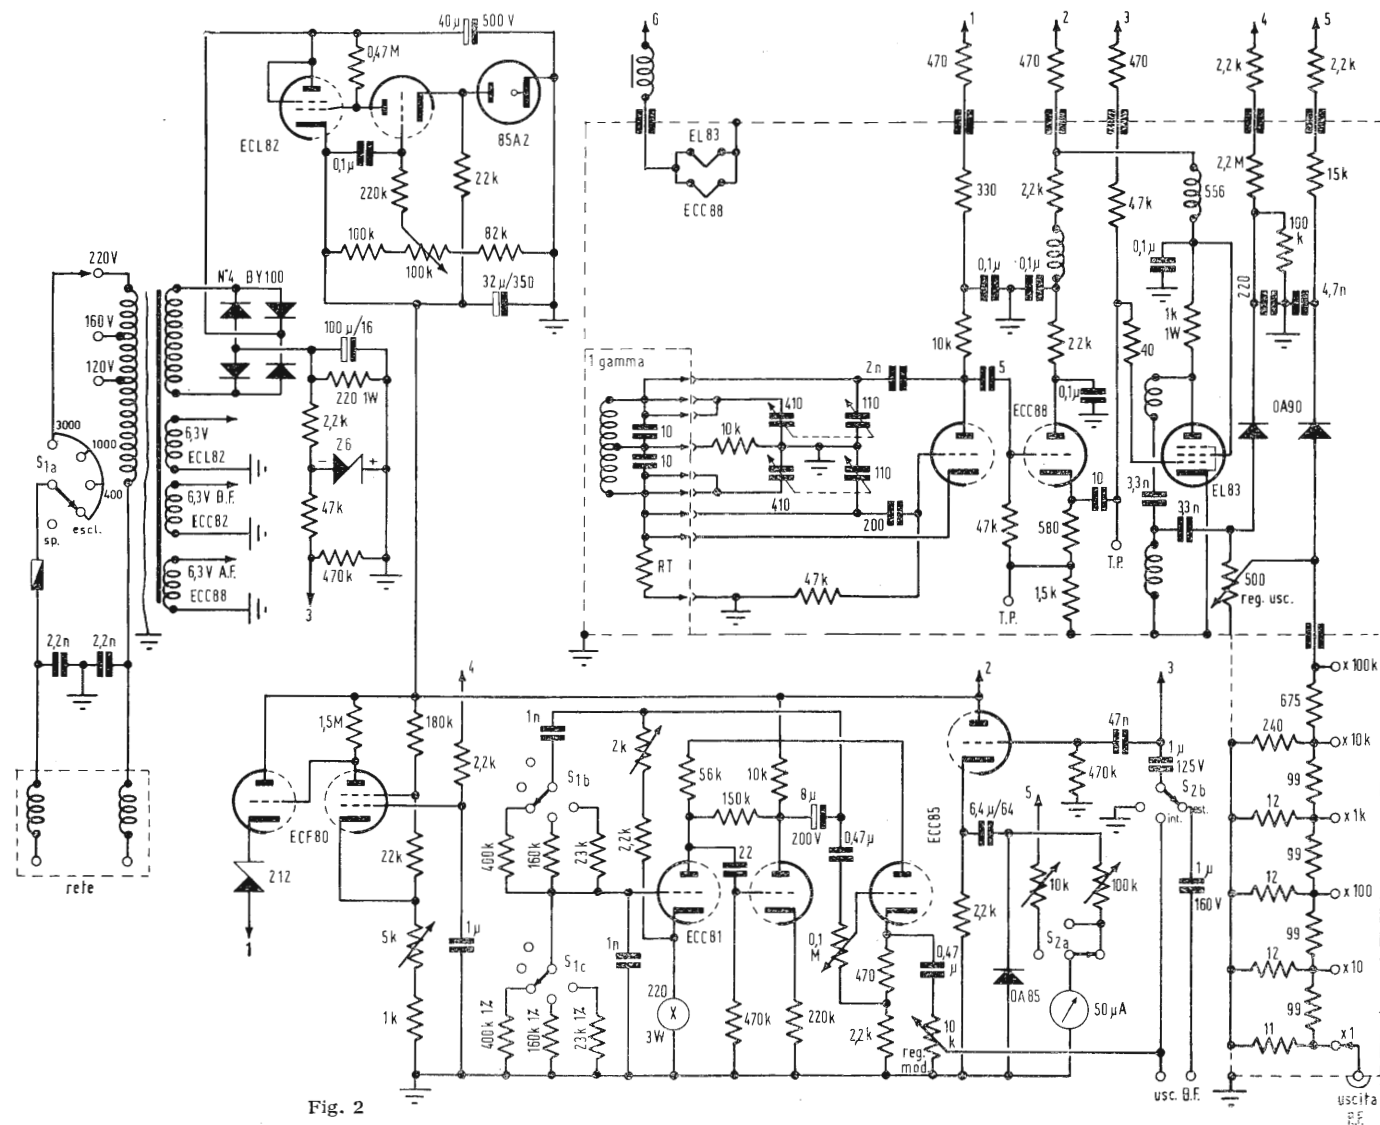 40 µ 500 V
0,47M
ECL82
85A2
0,1µ
220k
22k
100k
82k
100k
32µ/350
220V
160V
120V
N°4 BY100
100 µ/16
220 1W
2,2k
26
47k
470k
3
3000
1000
400
S1a
escl.
sp.
6,3V
ECL82
6,3V B.F.
ECC82
6,3V A.F.
ECC88
2,2n
2,2n
rete
6
1
2
3
4
5
470
470
470
2,2k
2,2k
EL83
ECC88
330
2,2k
47k
556
2,2M
15k
100 k
0,1µ
0,1µ
0,1µ
220
4,7n
1k
1W
10k
22k
40
1 gamma
2n
5
0,1µ
ECC88
OA90
410
110
10
10
10k
410
110
200
10
EL83
3,3n
33n
47k
580
RT
47k
1,5k
T.P.
T.P.
500
reg. usc.
4
2
3
1,5M
180k
2,2k
ECF80
22k
212
1
5k
1µ
1k
1n
S1b
2k
56k
10k
150k
8µ
200V
0,47µ
400k
160k
23k
2,2k
22
ECC81
1n
S1c
400k 1%
160k 1%
23k 1%
220
3W
470k
220k
0,1
M
470
2,2k
0,47
µ
10
k
reg.
mod.
ECC85
47n
470k
1µ
125V
S2b
est.
int.
6,4µ/64
5
10k
100k
2,2k
1µ
160V
S2a
OA85
50µA
usc. B.F.
x 100k
675
240
x 10k
99
12
x 1k
99
12
x 100
99
12
x 10
99
11
x 1
uscita
Fig. 2